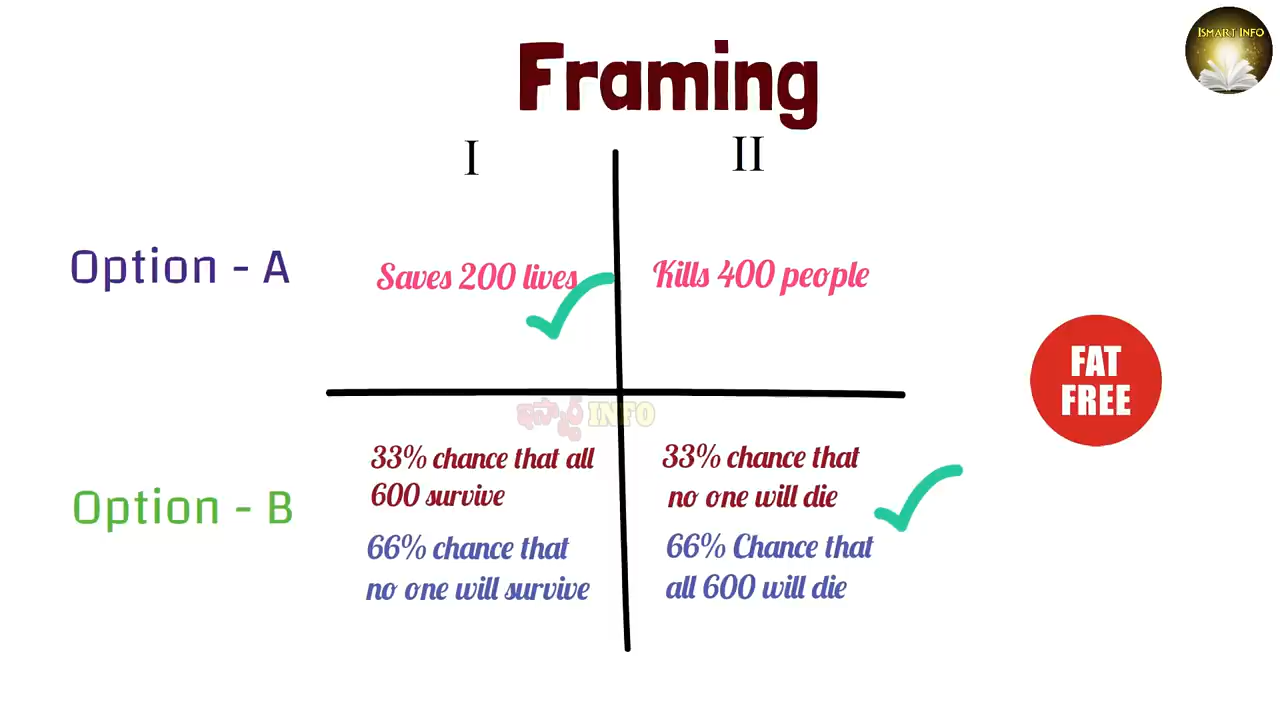 ISMART INFO
Framing
I II
Option - A
Saves 200 lives
Kills 400 people
FAT
FREE
ఇస్మార్ట్ INFO
Option - B
33% chance that all
600 survive
66% chance that
no one will survive
33% chance that
no one will die
66% Chance that
all 600 will die